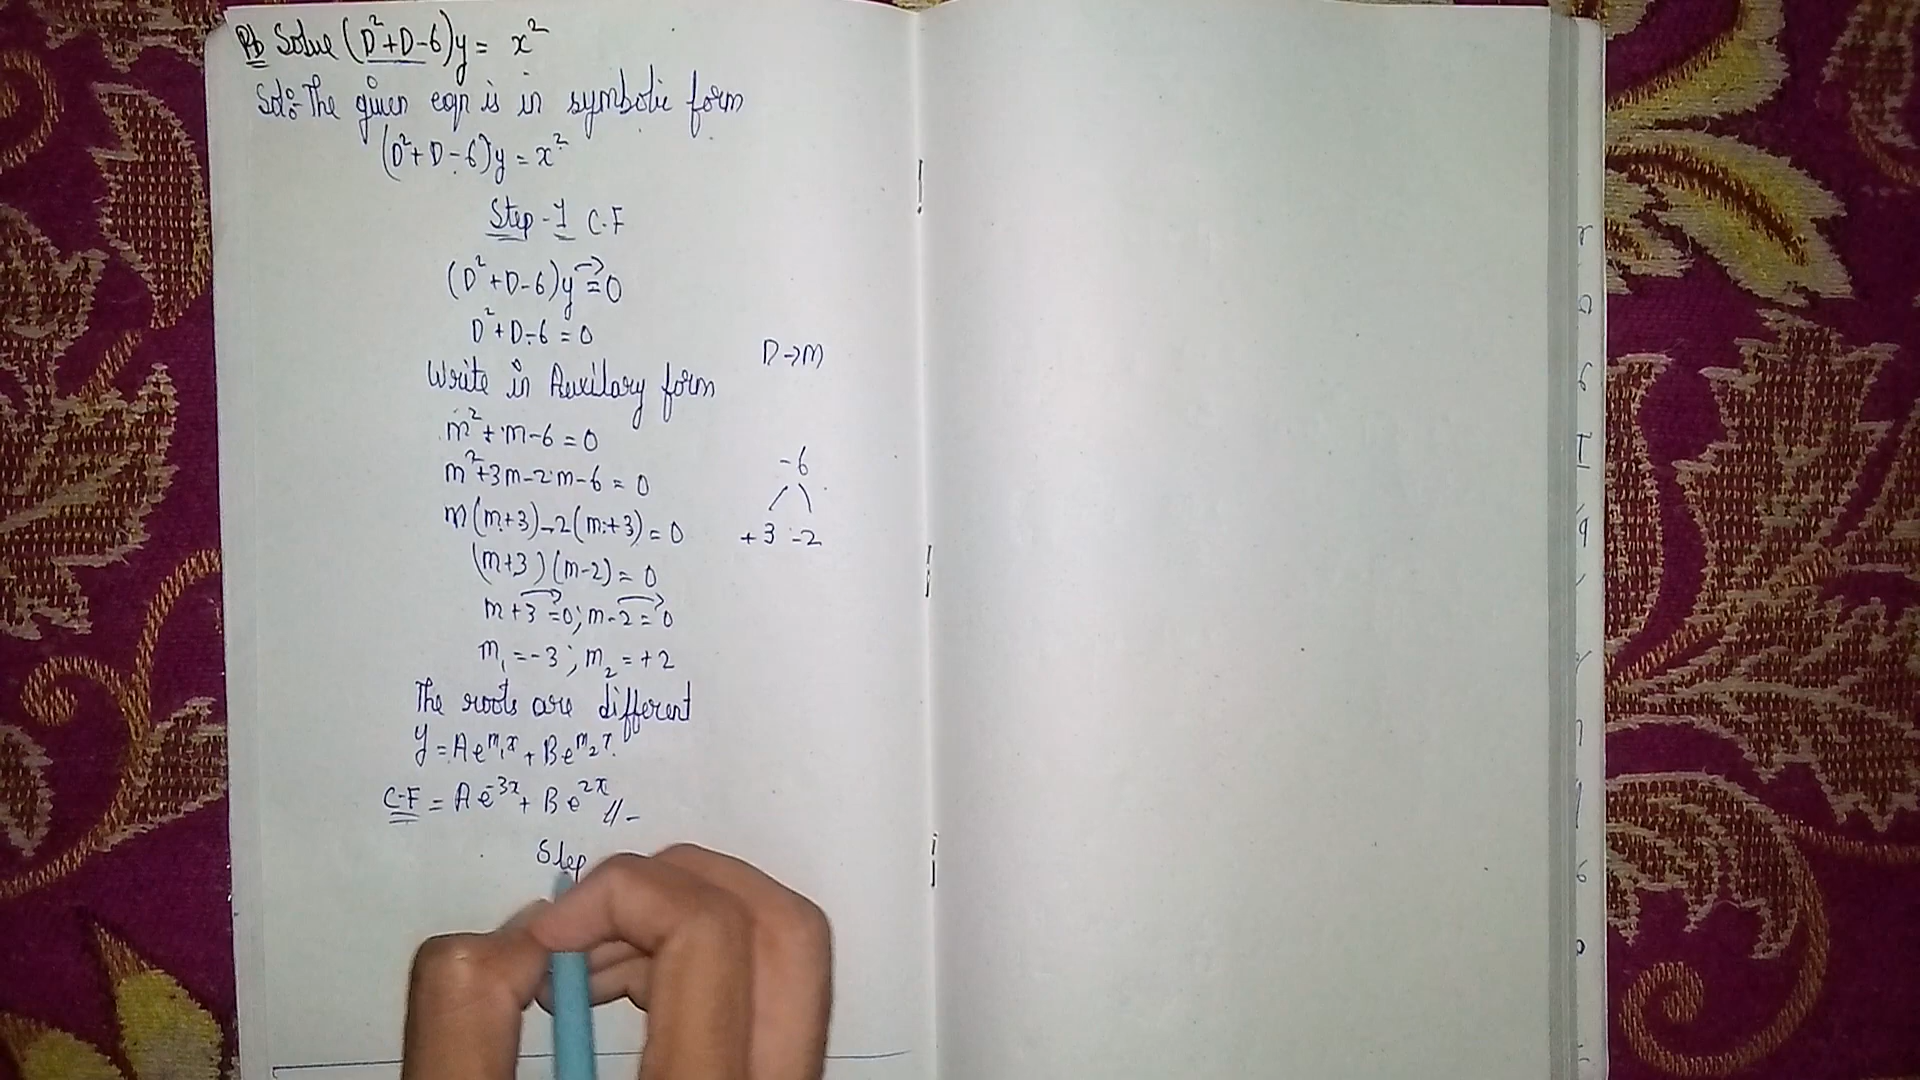 Pb Solve (D²+D-6)y = x²
Sol:- The given eqn is in symbolic form
(D²+D-6)y = x²
Step-1 C.F
(D²+D-6)y = 0
D²+D-6 = 0
D→M
Write in Auxilary form
m²+m-6 = 0
-6
m²+3m-2m-6 = 0
m(m+3)-2(m+3) = 0
+3 -2
(m+3)(m-2) = 0
m+3=0; m-2=0
m₁=-3; m₂=+2
The roots are different
y = Ae^m₁x + Be^m₂x
C.F = Ae^-3x + Be^2x //-
Step